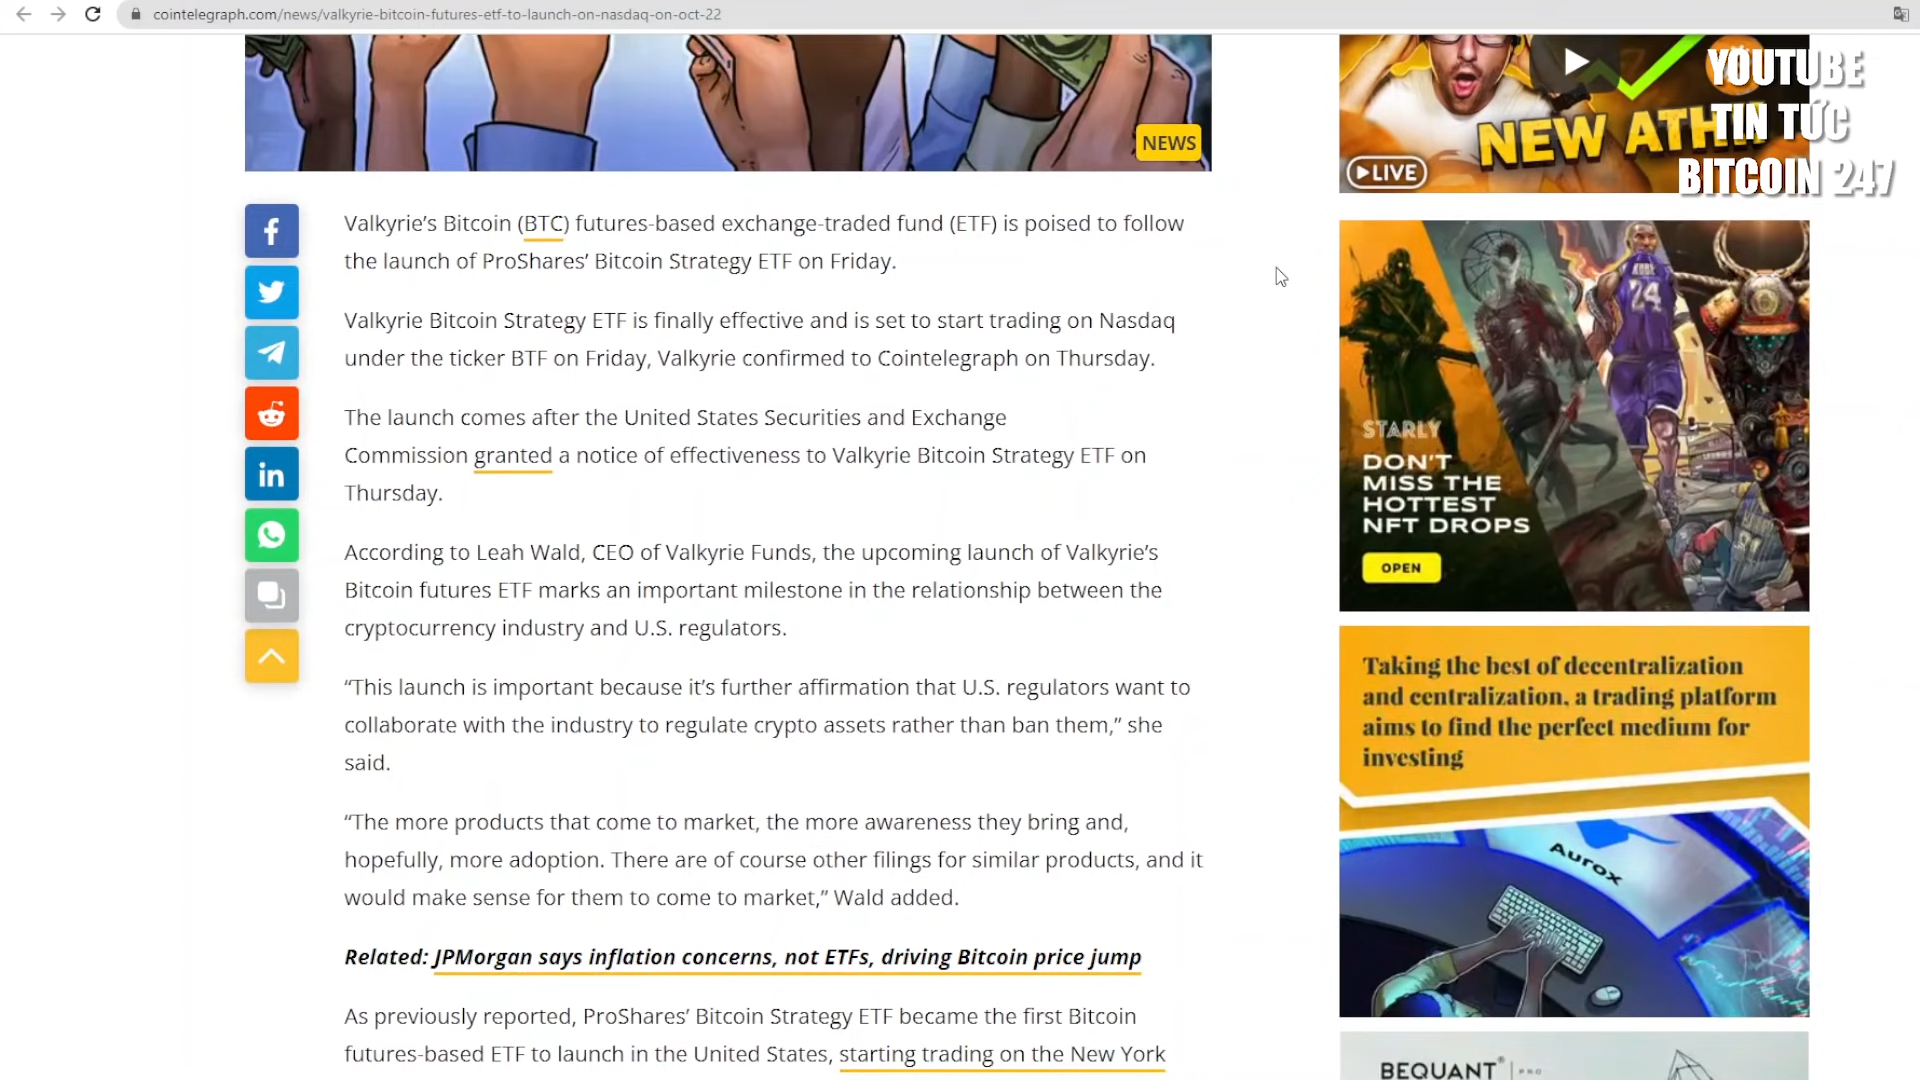 cointelegraph.com/news/valkyrie-bitcoin-futures-etf-to-launch-on-nasdaq-on-oct-22
NEWS
Valkyrie’s Bitcoin (BTC) futures-based exchange-traded fund (ETF) is poised to follow
the launch of ProShares’ Bitcoin Strategy ETF on Friday.
Valkyrie Bitcoin Strategy ETF is finally effective and is set to start trading on Nasdaq
under the ticker BTF on Friday, Valkyrie confirmed to Cointelegraph on Thursday.
The launch comes after the United States Securities and Exchange
Commission granted a notice of effectiveness to Valkyrie Bitcoin Strategy ETF on
Thursday.
According to Leah Wald, CEO of Valkyrie Funds, the upcoming launch of Valkyrie’s
Bitcoin futures ETF marks an important milestone in the relationship between the
cryptocurrency industry and U.S. regulators.
“This launch is important because it’s further affirmation that U.S. regulators want to
collaborate with the industry to regulate crypto assets rather than ban them,” she
said.
“The more products that come to market, the more awareness they bring and,
hopefully, more adoption. There are of course other filings for similar products, and it
would make sense for them to come to market,” Wald added.
Related: JPMorgan says inflation concerns, not ETFs, driving Bitcoin price jump
As previously reported, ProShares’ Bitcoin Strategy ETF became the first Bitcoin
futures-based ETF to launch in the United States, starting trading on the New York
YOUTUBE
TIN TỨC
BITCOIN 247
NEW ATH
LIVE
KOBE
24
STARLY
DON'T
MISS THE
HOTTEST
NFT DROPS
OPEN
Taking the best of decentralization
and centralization, a trading platform
aims to find the perfect medium for
investing
Aurox
BEQUANT PRO